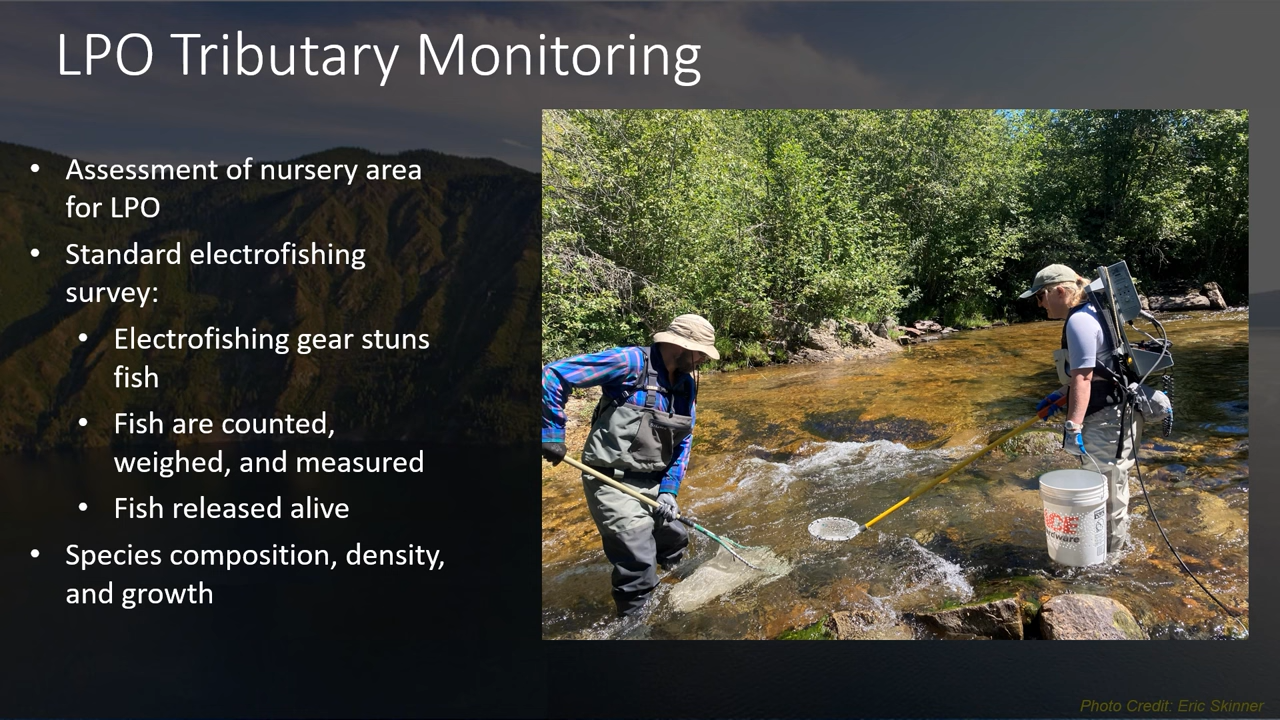 LPO Tributary Monitoring
• Assessment of nursery area
for LPO
• Standard electrofishing
survey:
• Electrofishing gear stuns
fish
• Fish are counted,
weighed, and measured
• Fish released alive
• Species composition, density,
and growth
Photo Credit: Eric Skinner